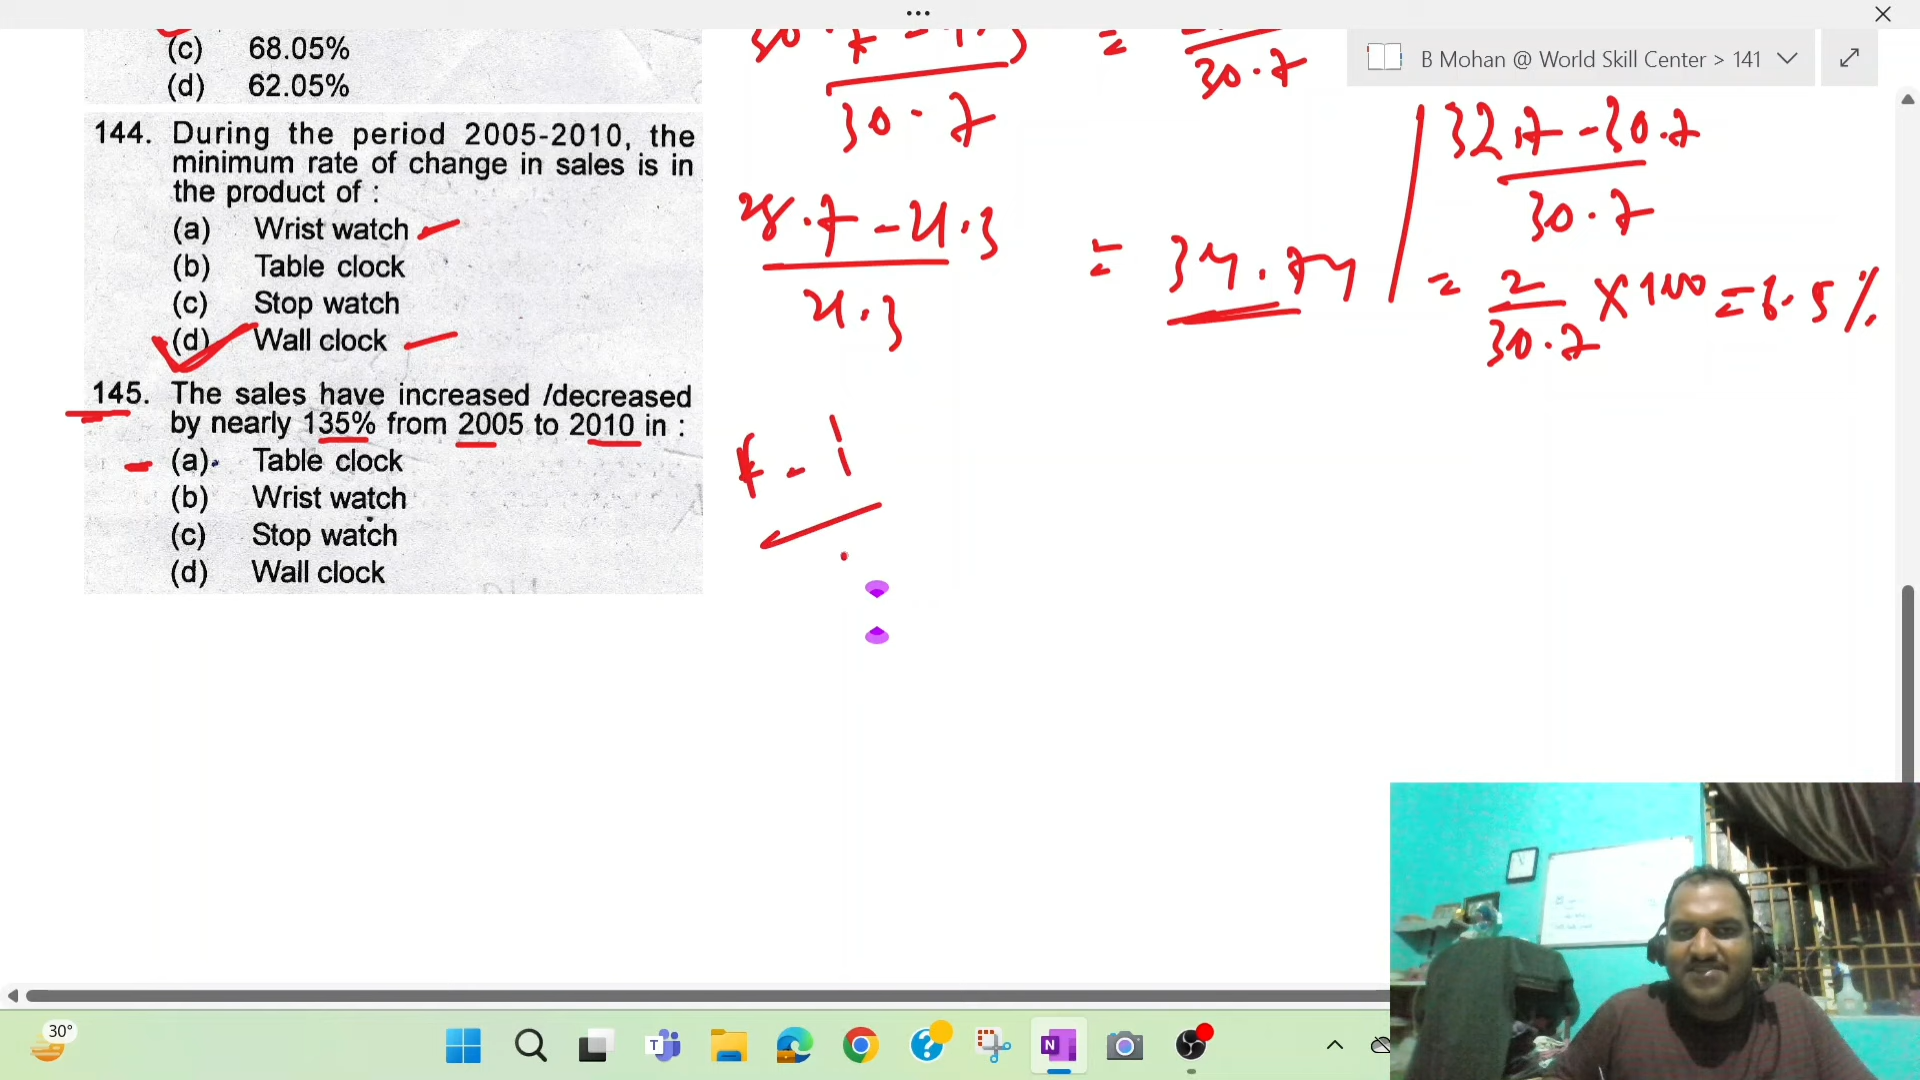 B Mohan @ World Skill Center > 141
(c) 68.05%
(d) 62.05%
144. During the period 2005-2010, the
minimum rate of change in sales is in
the product of :
(a) Wrist watch
(b) Table clock
(c) Stop watch
(d) Wall clock
145. The sales have increased /decreased
by nearly 135% from 2005 to 2010 in :
(a) Table clock
(b) Wrist watch
(c) Stop watch
(d) Wall clock
30.7
= 30.7
28.7 - 21.3
21.3
= 34.74
32.7 - 30.7
30.7
= 2 × 100 = 6.5%
30.7
30°